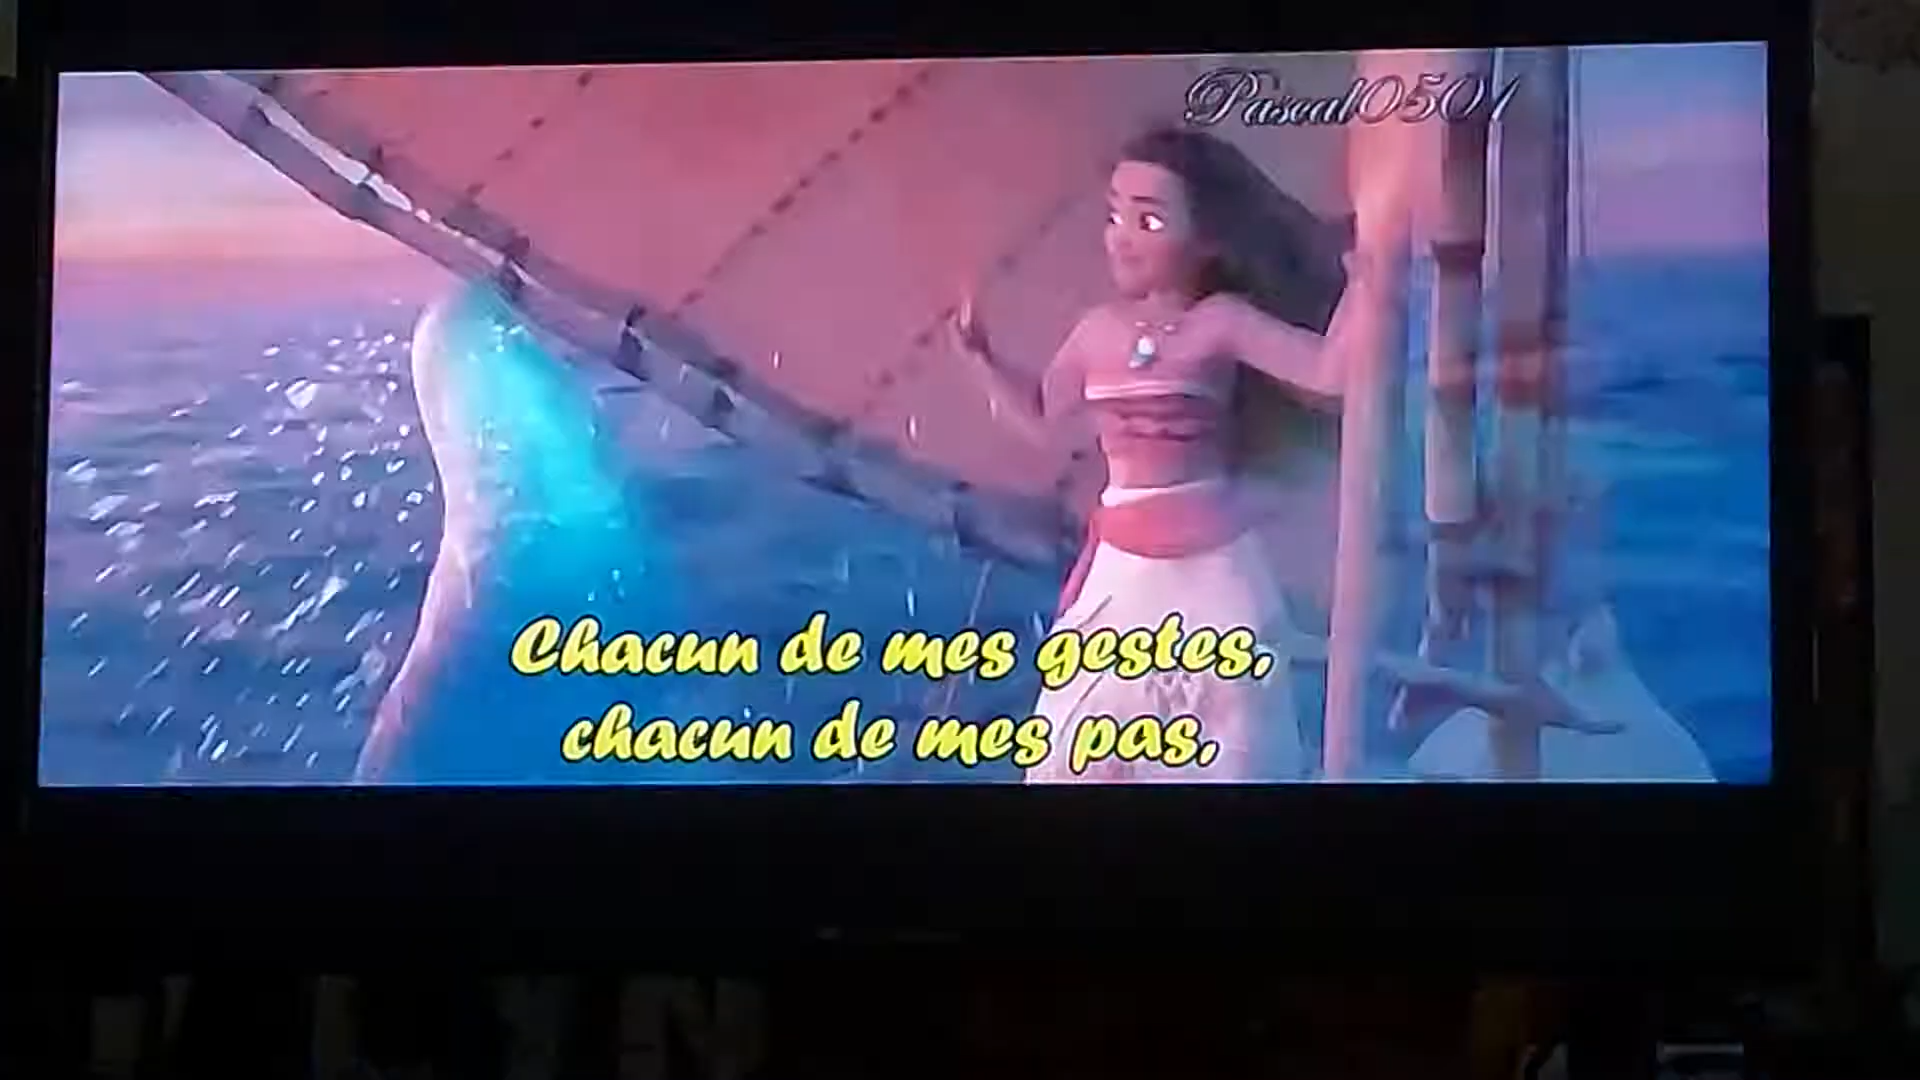 Pascal0501
Chacun de mes gestes,
chacun de mes pas,